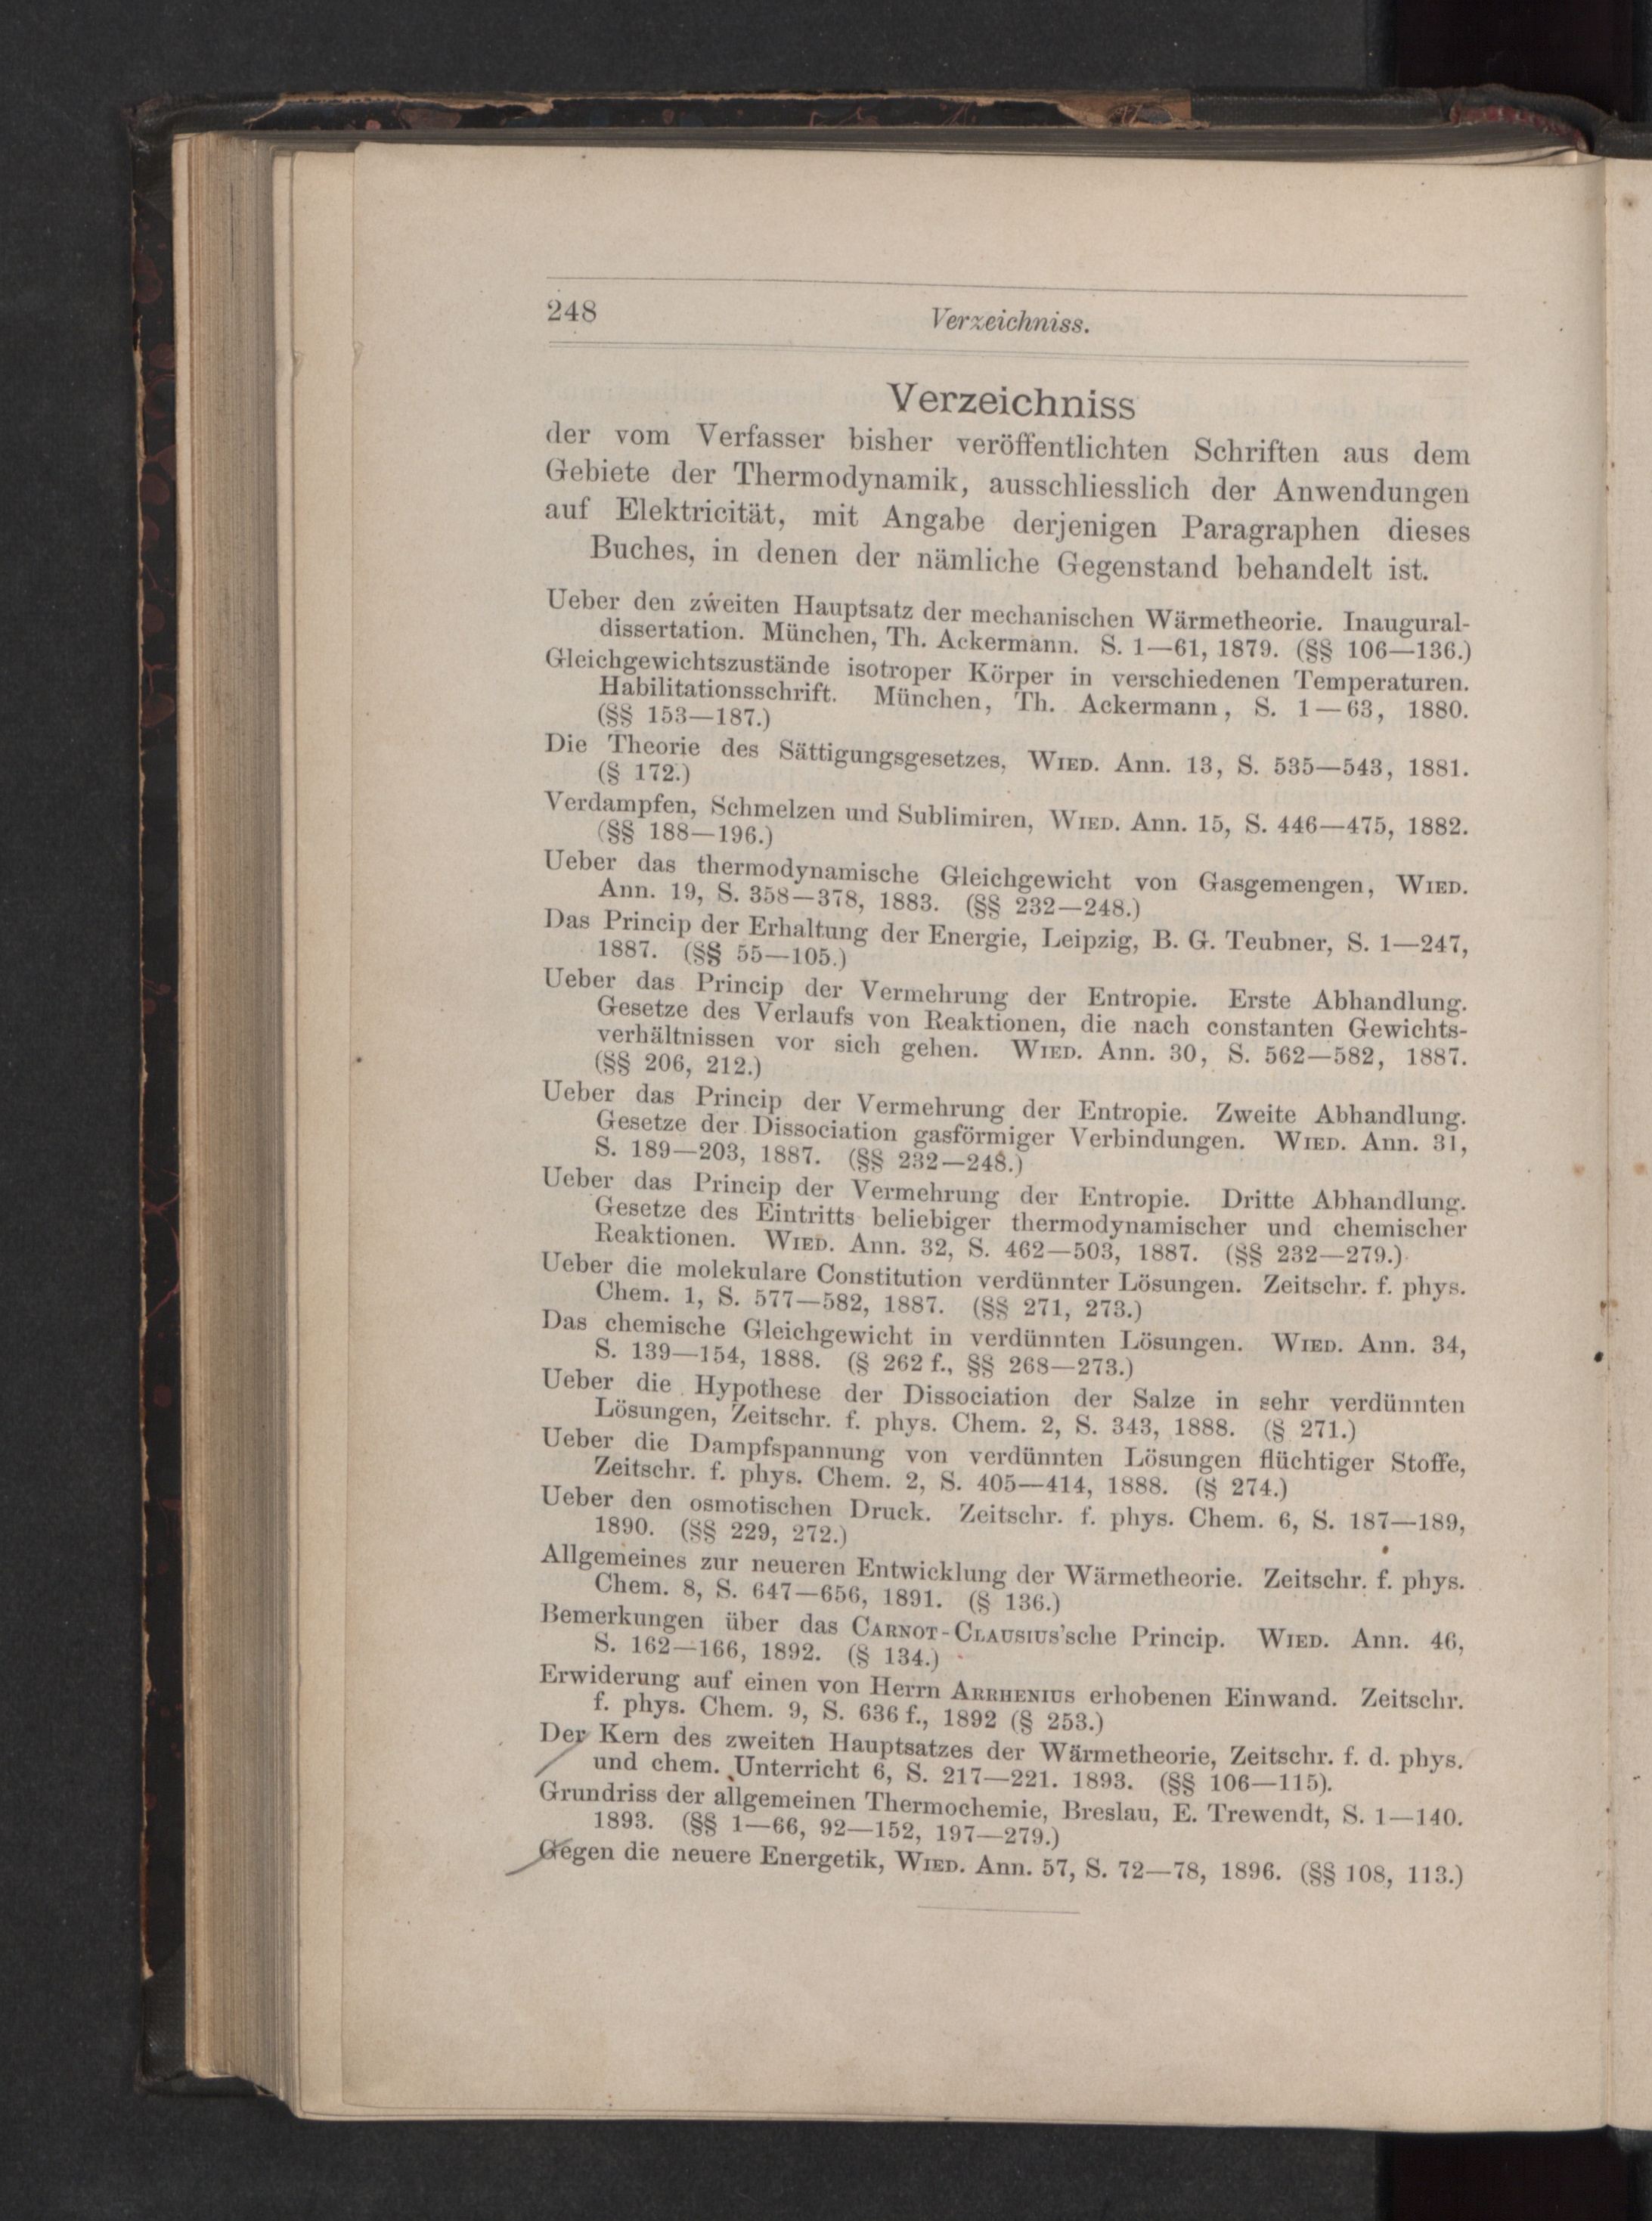 248
Verzeichniss.
Verzeichniss
der vom Verfasser bisher veröffentlichten Schriften aus dem
Gebiete der Thermodynamik, ausschliesslich der Anwendungen
auf Elektricität, mit Angabe derjenigen Paragraphen dieses
Buches, in denen der nämliche Gegenstand behandelt ist.
Ueber den zweiten Hauptsatz der mechanischen Wärmetheorie. Inaugural-
dissertation. München, Th. Ackermann. S. 1—61, 1879. (§§ 106—136.)
Gleichgewichtszustände isotroper Körper in verschiedenen Temperaturen.
Habilitationsschrift. München, Th. Ackermann, S. 1—63, 1880.
(§§ 153—187.)
Die Theorie des Sättigungsgesetzes, WIED. Ann. 13, S. 535—543, 1881.
(§ 172.)
Verdampfen, Schmelzen und Sublimiren, WIED. Ann. 15, S. 446—475, 1882.
(§§ 188—196.)
Ueber das thermodynamische Gleichgewicht von Gasgemengen, WIED.
Ann. 19, S. 358—378, 1883. (§§ 232—248.)
Das Princip der Erhaltung der Energie, Leipzig, B. G. Teubner, S. 1—247,
1887. (§§ 55—105.)
Ueber das Princip der Vermehrung der Entropie. Erste Abhandlung.
Gesetze des Verlaufs von Reaktionen, die nach constanten Gewichts-
verhältnissen vor sich gehen. WIED. Ann. 30, S. 562—582, 1887.
(§§ 206, 212.)
Ueber das Princip der Vermehrung der Entropie. Zweite Abhandlung.
Gesetze der Dissociation gasförmiger Verbindungen. WIED. Ann. 31,
S. 189—203, 1887. (§§ 232—248.)
Ueber das Princip der Vermehrung der Entropie. Dritte Abhandlung.
Gesetze des Eintritts beliebiger thermodynamischer und chemischer
Reaktionen. WIED. Ann. 32, S. 462—503, 1887. (§§ 232—279.)
Ueber die molekulare Constitution verdünnter Lösungen. Zeitschr. f. phys.
Chem. 1, S. 577—582, 1887. (§§ 271, 273.)
Das chemische Gleichgewicht in verdünnten Lösungen. WIED. Ann. 34,
S. 139—154, 1888. (§ 262 f., §§ 268—273.)
Ueber die Hypothese der Dissociation der Salze in sehr verdünnten
Lösungen, Zeitschr. f. phys. Chem. 2, S. 343, 1888. (§ 271.)
Ueber die Dampfspannung von verdünnten Lösungen flüchtiger Stoffe,
Zeitschr. f. phys. Chem. 2, S. 405—414, 1888. (§ 274.)
Ueber den osmotischen Druck. Zeitschr. f. phys. Chem. 6, S. 187—189,
1890. (§§ 229, 272.)
Allgemeines zur neueren Entwicklung der Wärmetheorie. Zeitschr. f. phys.
Chem. 8, S. 647—656, 1891. (§ 136.)
Bemerkungen über das CARNOT-CLAUSIUS'sche Princip. WIED. Ann. 46,
S. 162—166, 1892. (§ 134.)
Erwiderung auf einen von Herrn ARRHENIUS erhobenen Einwand. Zeitschr.
f. phys. Chem. 9, S. 636 f., 1892 (§ 253.)
Der Kern des zweiten Hauptsatzes der Wärmetheorie, Zeitschr. f. d. phys.
und chem. Unterricht 6, S. 217—221. 1893. (§§ 106—115).
Grundriss der allgemeinen Thermochemie, Breslau, E. Trewendt, S. 1—140.
1893. (§§ 1—66, 92—152, 197—279.)
Gegen die neuere Energetik, WIED. Ann. 57, S. 72—78, 1896. (§§ 108, 113.)